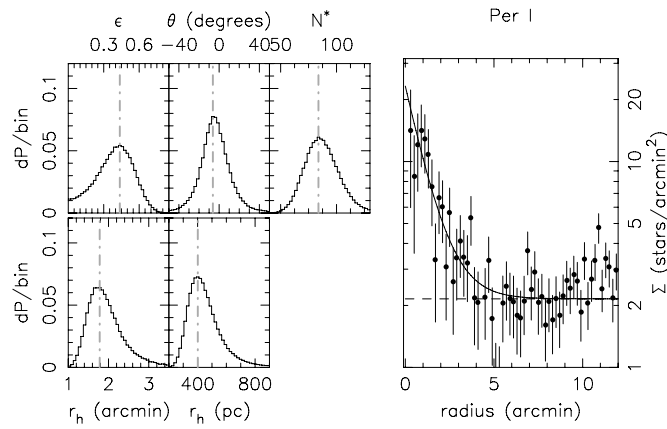 Per I
ϵ θ (degrees) N*
0.3 0.6 −40 0 40 50 100
dP/bin
0.1
0.05
0
dP/bin
0.1
0.05
0
1 2 3 400 800
r_h (arcmin) r_h (pc)
20
10
5
2
1
Σ (stars/arcmin²)
0 5 10
radius (arcmin)